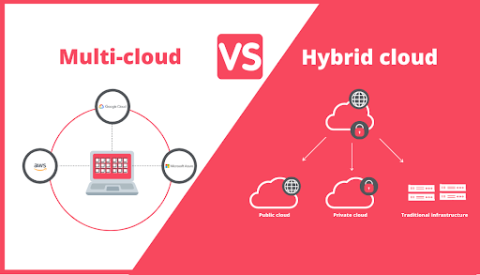 Multi-cloud
VS
Hybrid cloud
Google Cloud
aws
Microsoft Azure
Public cloud
Private cloud
Traditional infrastructure